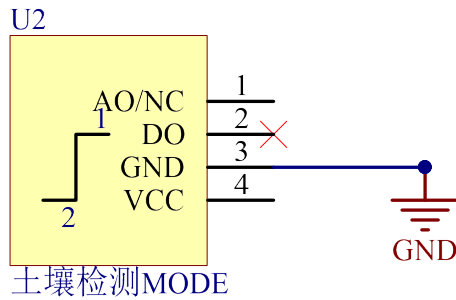 U2
AO/NC 1
1
DO 2
GND 3
VCC 4
2
GND
土壤检测MODE